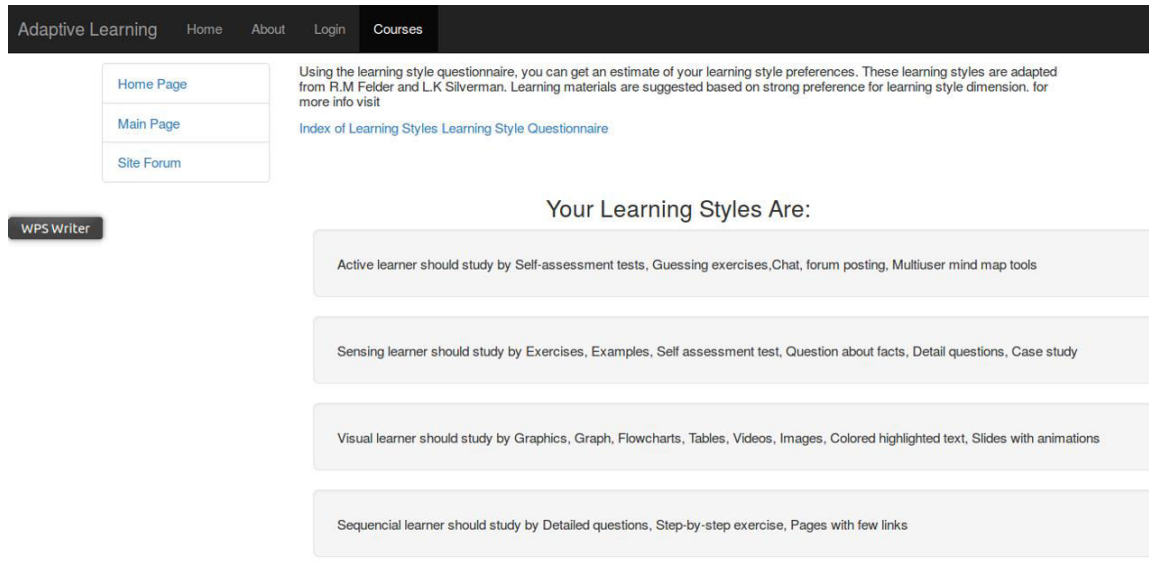 Adaptive Learning Home About Login Courses
Home Page
Main Page
Site Forum
Using the learning style questionnaire, you can get an estimate of your learning style preferences. These learning styles are adapted
from R.M Felder and L.K Silverman. Learning materials are suggested based on strong preference for learning style dimension. for
more info visit
Index of Learning Styles Learning Style Questionnaire
WPS Writer
Your Learning Styles Are:
Active learner should study by Self-assessment tests, Guessing exercises,Chat, forum posting, Multiuser mind map tools
Sensing learner should study by Exercises, Examples, Self assessment test, Question about facts, Detail questions, Case study
Visual learner should study by Graphics, Graph, Flowcharts, Tables, Videos, Images, Colored highlighted text, Slides with animations
Sequencial learner should study by Detailed questions, Step-by-step exercise, Pages with few links